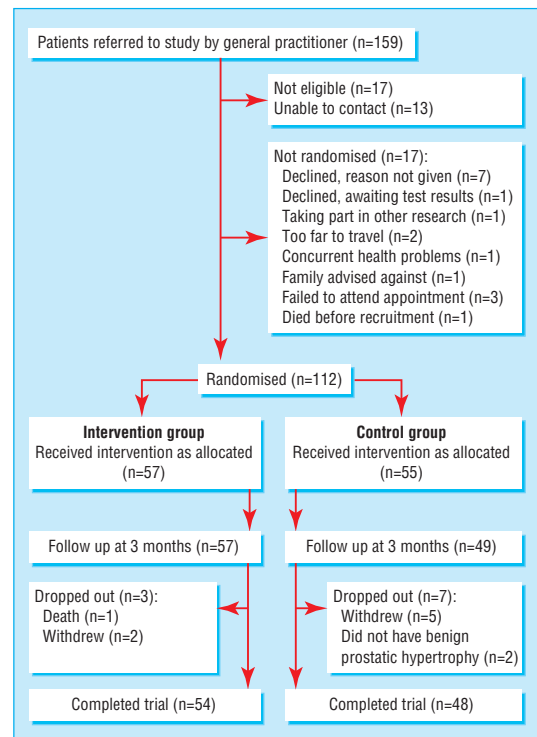 Patients referred to study by general practitioner (n=159)
Not eligible (n=17)
Unable to contact (n=13)
Not randomised (n=17):
Declined, reason not given (n=7)
Declined, awaiting test results (n=1)
Taking part in other research (n=1)
Too far to travel (n=2)
Concurrent health problems (n=1)
Family advised against (n=1)
Failed to attend appointment (n=3)
Died before recruitment (n=1)
Randomised (n=112)
Intervention group
Received intervention as allocated
(n=57)
Control group
Received intervention as allocated
(n=55)
Follow up at 3 months (n=57)
Follow up at 3 months (n=49)
Dropped out (n=3):
Death (n=1)
Withdrew (n=2)
Dropped out (n=7):
Withdrew (n=5)
Did not have benign
prostatic hypertrophy (n=2)
Completed trial (n=54)
Completed trial (n=48)